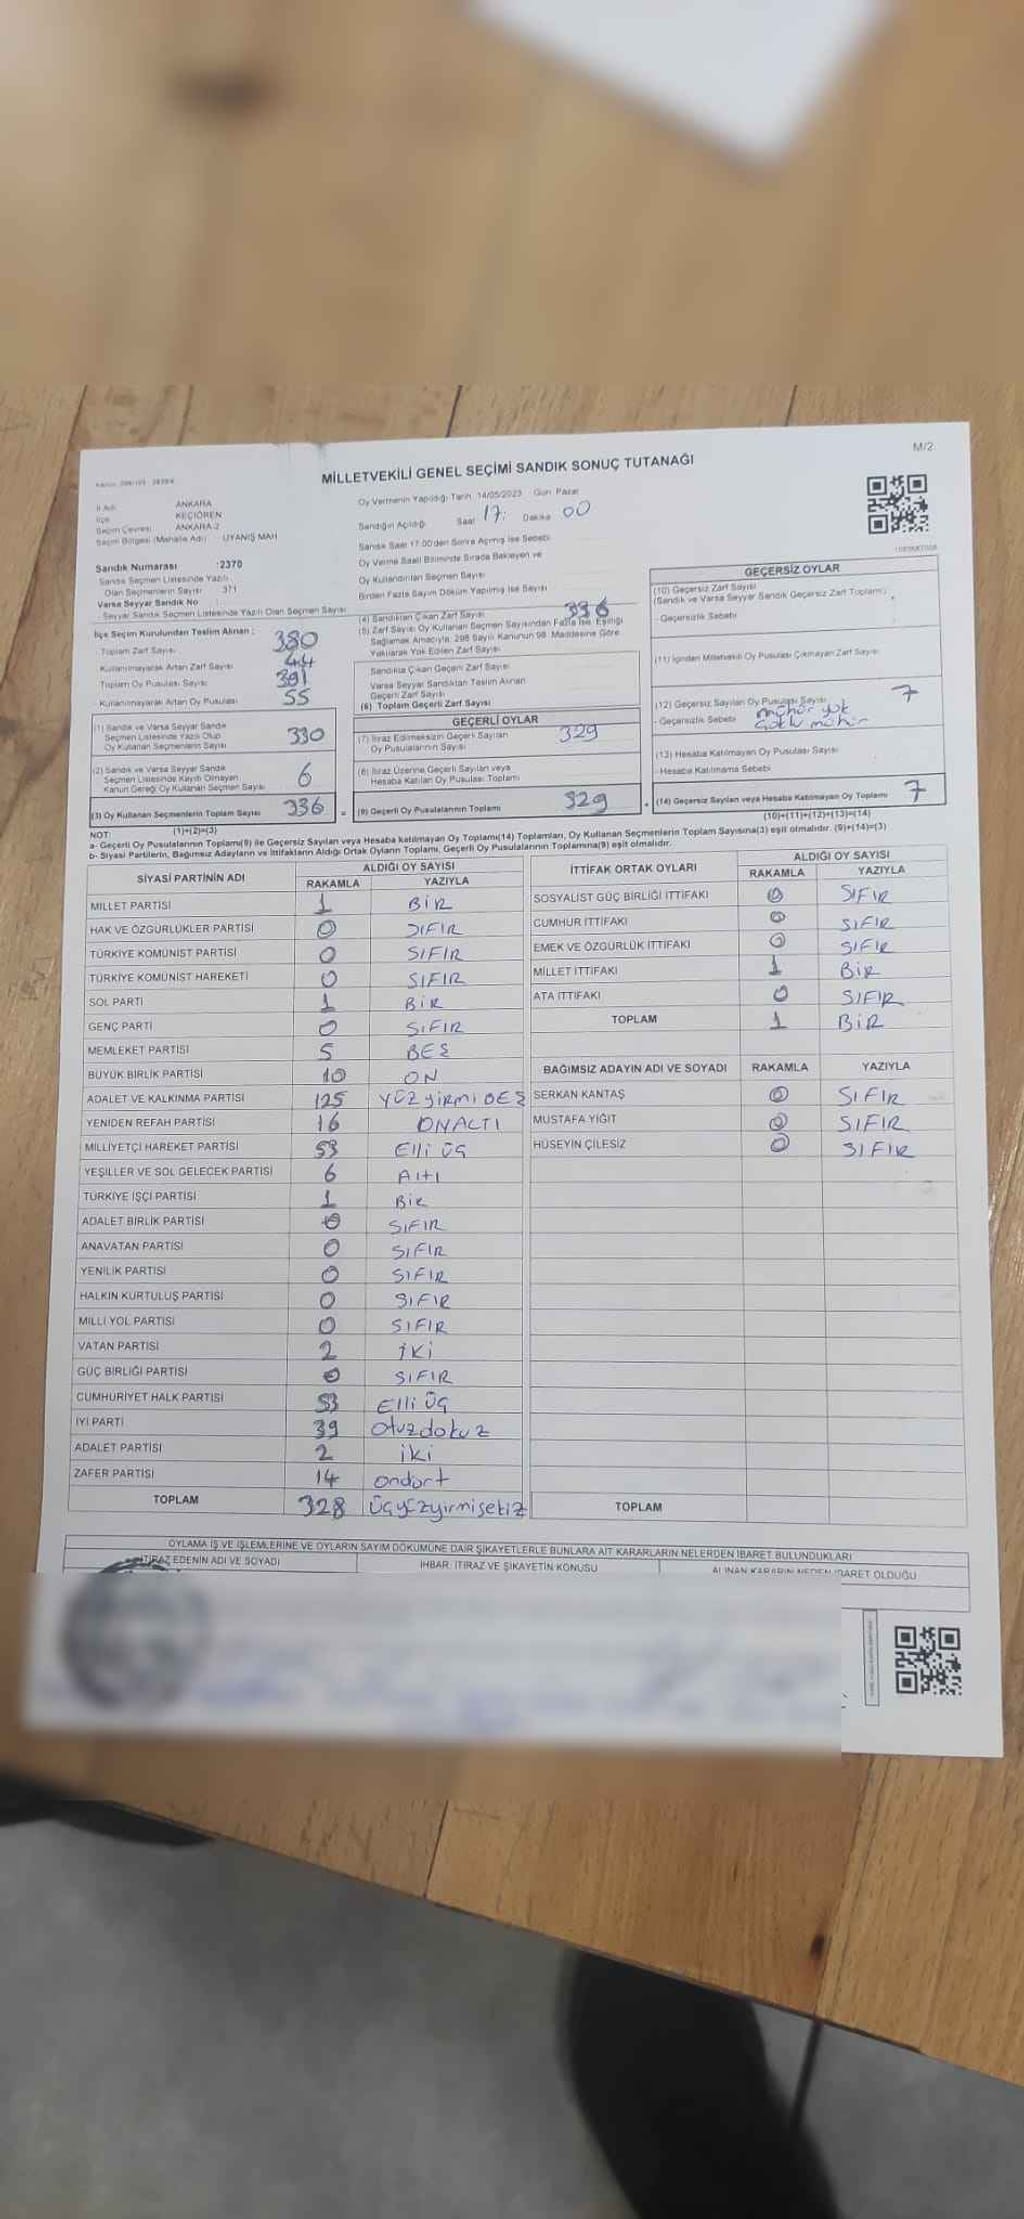 M/2
MİLLETVEKİLİ GENEL SEÇİMİ SANDIK SONUÇ TUTANAĞI
İl Adı ANKARA
İlçe KEÇİÖREN
Seçim Çevresi ANKARA-2
Seçim Bölgesi (Mahalle Adı) UYANIŞ MAH
Oy Vermenin Yapıldığı Tarih 14/05/2023 Gün Pazar
Sandığın Açıldığı Saat 17: Dakika 00
Sandık Saat 17:00'den Sonra Açılmış İse Sebebi
Oy Verme Saati Bitiminde Sırada Bekleyen ve
Oy Kullandırılan Seçmen Sayısı
Birden Fazla Sayım Döküm Yapılmış İse Sayısı
Sandık Numarası :2370
Sandık Seçmen Listesinde Yazılı
Olan Seçmenlerin Sayısı 371
Varsa Seyyar Sandık No
Seyyar Sandık Seçmen Listesinde Yazılı Olan Seçmen Sayısı
İlçe Seçim Kurulundan Teslim Alınan :
Toplam Zarf Sayısı 380
Kullanılmayarak Artan Zarf Sayısı 44
Toplam Oy Pusulası Sayısı 391
Kullanılmayarak Artan Oy Pusulası 55
(1) Sandık ve Varsa Seyyar Sandık
Seçmen Listesinde Yazılı Olup
Oy Kullanan Seçmenlerin Sayısı 330
(2) Sandık ve Varsa Seyyar Sandık
Seçmen Listesinde Kayıtlı Olmayan
Kanun Gereği Oy Kullanan Seçmen Sayısı 6
(3) Oy Kullanan Seçmenlerin Toplam Sayısı 336
(1)+(2)=(3)
(4) Sandıktan Çıkan Zarf Sayısı 336
(5) Zarf Sayısı Oy Kullanan Seçmen Sayısından Fazla İse, Eşitliği
Sağlamak Amacıyla, 298 Sayılı Kanunun 98. Maddesine Göre
Yakılarak Yok Edilen Zarf Sayısı
Sandıkta Çıkan Geçerli Zarf Sayısı
Varsa Seyyar Sandıktan Teslim Alınan
Geçerli Zarf Sayısı
(6) Toplam Geçerli Zarf Sayısı
GEÇERLİ OYLAR
(7) İtiraz Edilmeksizin Geçerli Sayılan
Oy Pusulalarının Sayısı 329
(8) İtiraz Üzerine Geçerli Sayılan veya
Hesaba Katılan Oy Pusulası Toplamı
= (9) Geçerli Oy Pusulalarının Toplamı 329
GEÇERSİZ OYLAR
(10) Geçersiz Zarf Sayısı
(Sandık ve Varsa Seyyar Sandık Geçersiz Zarf Toplamı)
-Geçersizlik Sebebi
(11) İçinden Milletvekili Oy Pusulası Çıkmayan Zarf Sayısı
(12) Geçersiz Sayılan Oy Pusulası Sayısı 7
- Geçersizlik Sebebi mühür yok
çoklu mühür
(13) Hesaba Katılmayan Oy Pusulası Sayısı
-Hesaba Katılmama Sebebi
+ (14) Geçersiz Sayılan veya Hesaba Katılmayan Oy Toplamı 7
(10)+(11)+(12)+(13)=(14)
NOT:
a- Geçerli Oy Pusulalarının Toplamı(9) ile Geçersiz Sayılan veya Hesaba katılmayan Oy Toplamı(14) Toplamları, Oy Kullanan Seçmenlerin Toplam Sayısına(3) eşit olmalıdır. (9)+(14)=(3)
b- Siyasi Partilerin, Bağımsız Adayların ve İttifakların Aldığı Ortak Oyların Toplamı, Geçerli Oy Pusulalarının Toplamına(9) eşit olmalıdır.
SİYASİ PARTİNİN ADI ALDIĞI OY SAYISI
RAKAMLA YAZIYLA
MİLLET PARTİSİ 1 BİR
HAK VE ÖZGÜRLÜKLER PARTİSİ 0 SIFIR
TÜRKİYE KOMÜNİST PARTİSİ 0 SIFIR
TÜRKİYE KOMÜNİST HAREKETİ 0 SIFIR
SOL PARTİ 1 BİR
GENÇ PARTİ 0 SIFIR
MEMLEKET PARTİSİ 5 BEŞ
BÜYÜK BİRLİK PARTİSİ 10 ON
ADALET VE KALKINMA PARTİSİ 125 YÜZyirmi BEŞ
YENİDEN REFAH PARTİSİ 16 ONALTI
MİLLİYETÇİ HAREKET PARTİSİ 53 Elli üç
YEŞİLLER VE SOL GELECEK PARTİSİ 6 Altı
TÜRKİYE İŞÇİ PARTİSİ 1 Bir
ADALET BİRLİK PARTİSİ 0 SIFIR
ANAVATAN PARTİSİ 0 SIFIR
YENİLİK PARTİSİ 0 SIFIR
HALKIN KURTULUŞ PARTİSİ 0 SIFIR
MİLLİ YOL PARTİSİ 0 SIFIR
VATAN PARTİSİ 2 iki
GÜÇ BİRLİĞİ PARTİSİ 0 SIFIR
CUMHURİYET HALK PARTİSİ 53 Elli üç
İYİ PARTİ 39 Otuzdokuz
ADALET PARTİSİ 2 iki
ZAFER PARTİSİ 14 ondört
TOPLAM 328 üçyüzyirmisekiz
İTTİFAK ORTAK OYLARI ALDIĞI OY SAYISI
RAKAMLA YAZIYLA
SOSYALİST GÜÇ BİRLİĞİ İTTİFAKI 0 SIFIR
CUMHUR İTTİFAKI 0 SIFIR
EMEK VE ÖZGÜRLÜK İTTİFAKI 0 SIFIR
MİLLET İTTİFAKI 1 BİR
ATA İTTİFAKI 0 SIFIR
TOPLAM 1 BİR
BAĞIMSIZ ADAYIN ADI VE SOYADI RAKAMLA YAZIYLA
SERKAN KANTAŞ 0 SIFIR
MUSTAFA YİĞİT 0 SIFIR
HÜSEYİN ÇİLESİZ 0 SIFIR
TOPLAM
OYLAMA İŞ VE İŞLEMLERİNE VE OYLARIN SAYIM DÖKÜMÜNE DAİR ŞİKAYETLERLE BUNLARA AİT KARARLARIN NELERDEN İBARET BULUNDUKLARI
İTİRAZ EDENİN ADI VE SOYADI İHBAR, İTİRAZ VE ŞİKAYETİN KONUSU ALINAN KARARIN NEDEN İBARET OLDUĞU